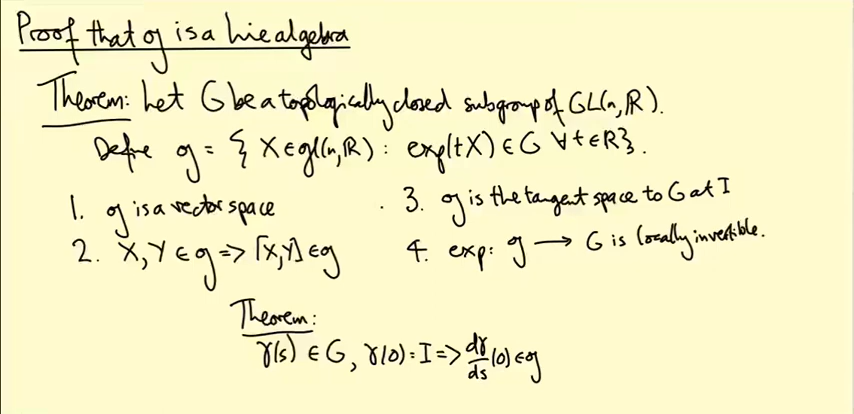 Proof that g is a Lie algebra
Theorem: Let G be a topologically closed subgroup of GL(n,ℝ).
Define g = { X ∈ gl(n,ℝ) : exp(tX) ∈ G ∀ t ∈ ℝ}.
1. g is a vector space
2. X, Y ∈ g => [X,Y] ∈ g
3. g is the tangent space to G at I
4. exp: g → G is locally invertible.
Theorem:
γ(s) ∈ G, γ(0) = I => dγ/ds (0) ∈ g